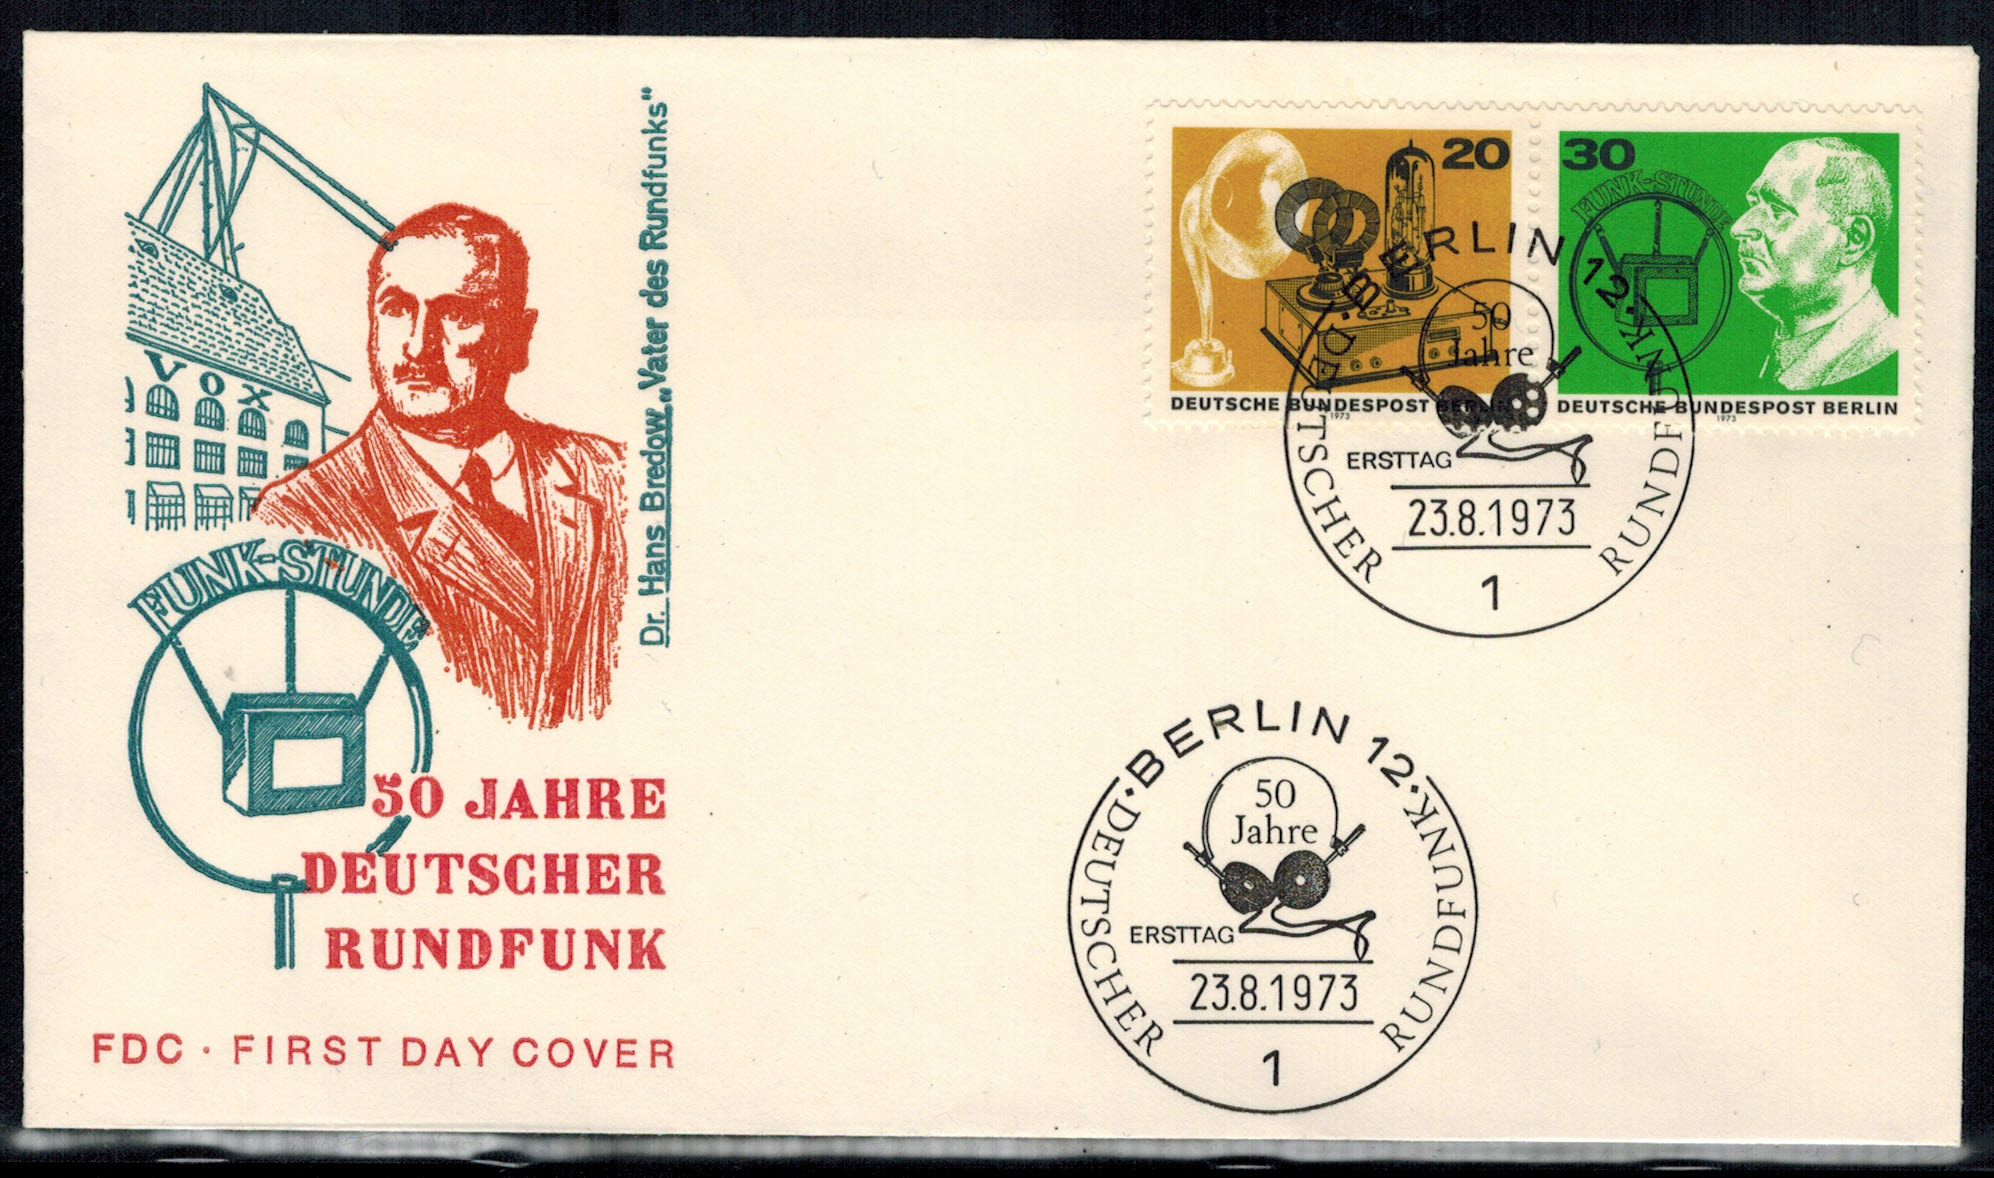 VOX
Dr. Hans Bredow „Vater des Rundfunks“
FUNK-STUNDE
50 JAHRE
DEUTSCHER
RUNDFUNK
FDC · FIRST DAY COVER
20
DEUTSCHE BUNDESPOST BERLIN
1973
30
FUNK-STUNDE
DEUTSCHE BUNDESPOST BERLIN
1973
· BERLIN 12 ·
50
Jahre
ERSTTAG
23.8.1973
1
DEUTSCHER RUNDFUNK
· BERLIN 12 ·
50
Jahre
ERSTTAG
23.8.1973
1
DEUTSCHER RUNDFUNK